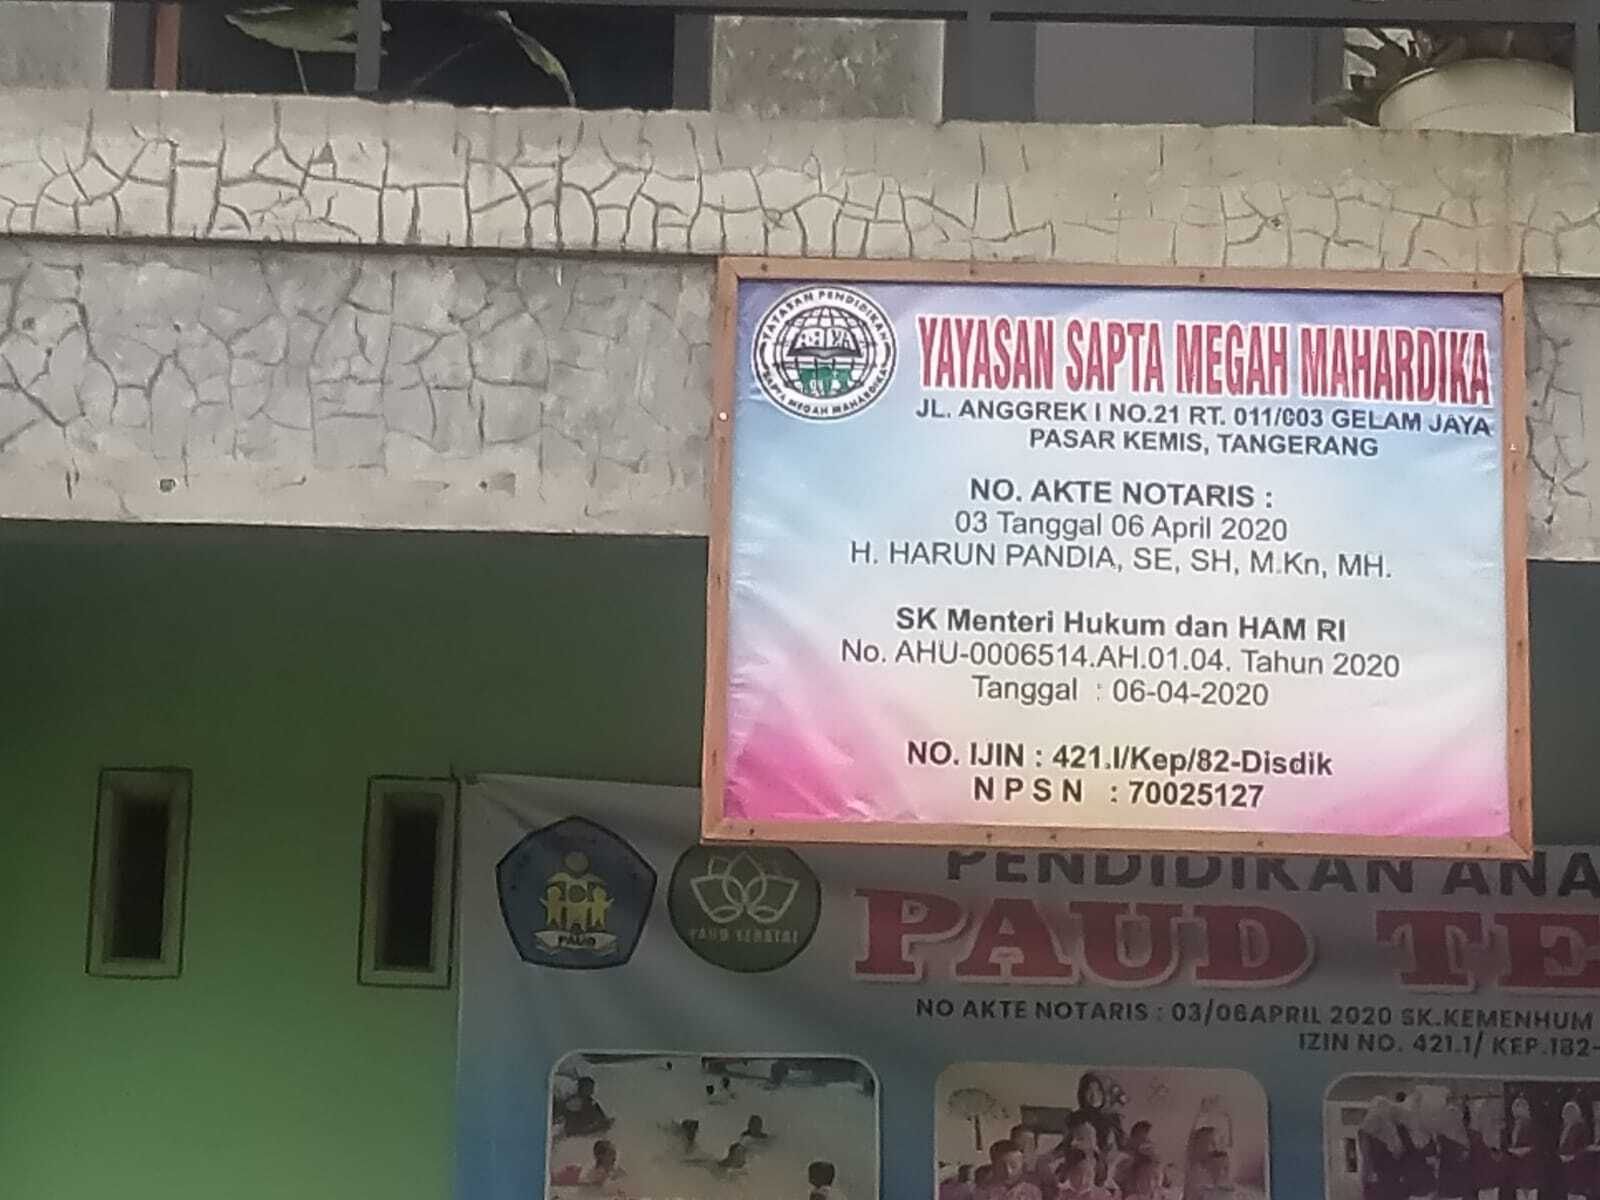 YAYASAN PENDIDIKAN
SAPTA MEGAH MAHARDIKA
YAYASAN SAPTA MEGAH MAHARDIKA
JL. ANGGREK I NO.21 RT. 011/003 GELAM JAYA
PASAR KEMIS, TANGERANG
NO. AKTE NOTARIS :
03 Tanggal 06 April 2020
H. HARUN PANDIA, SE, SH, M.Kn, MH.
SK Menteri Hukum dan HAM RI
No. AHU-0006514.AH.01.04. Tahun 2020
Tanggal : 06-04-2020
NO. IJIN : 421.I/Kep/82-Disdik
N P S N : 70025127
PENDIDIKAN ANA
PAUD TE
PAUD
NO AKTE NOTARIS : 03/06APRIL 2020 SK.KEMENHUM
IZIN NO. 421.1/ KEP.182-